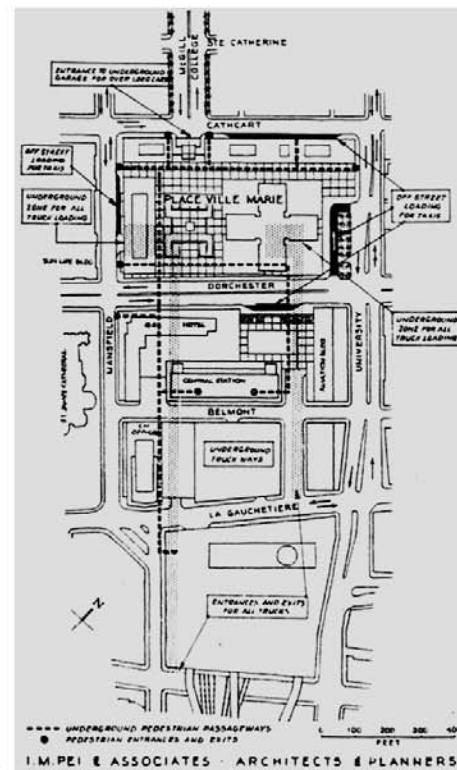 STE CATHERINE
McGILL
COLLEGE
ENTRANCE TO UNDERGROUND
GARAGE FOR OVER 1,000 CARS
CATHCART
OFF STREET
LOADING
FOR TAXIS
UNDERGROUND
ZONE FOR ALL
TRUCK LOADING
SUN LIFE BLDG
PLACE VILLE MARIE
OFF STREET
LOADING
FOR TAXIS
DORCHESTER
UNDERGROUND
ZONE FOR ALL
TRUCK LOADING
MANSFIELD
HOTEL
CENTRAL STATION
AVIATION BLDG
UNIVERSITY
BELMONT
UNDERGROUND
TRUCK WAYS
LA GAUCHETIERE
N
ENTRANCES AND EXITS
FOR ALL TRUCKS
UNDERGROUND PEDESTRIAN PASSAGEWAYS
PEDESTRIAN ENTRANCES AND EXITS
0 100 200 300 400
FEET
I.M.PEI & ASSOCIATES · ARCHITECTS & PLANNERS